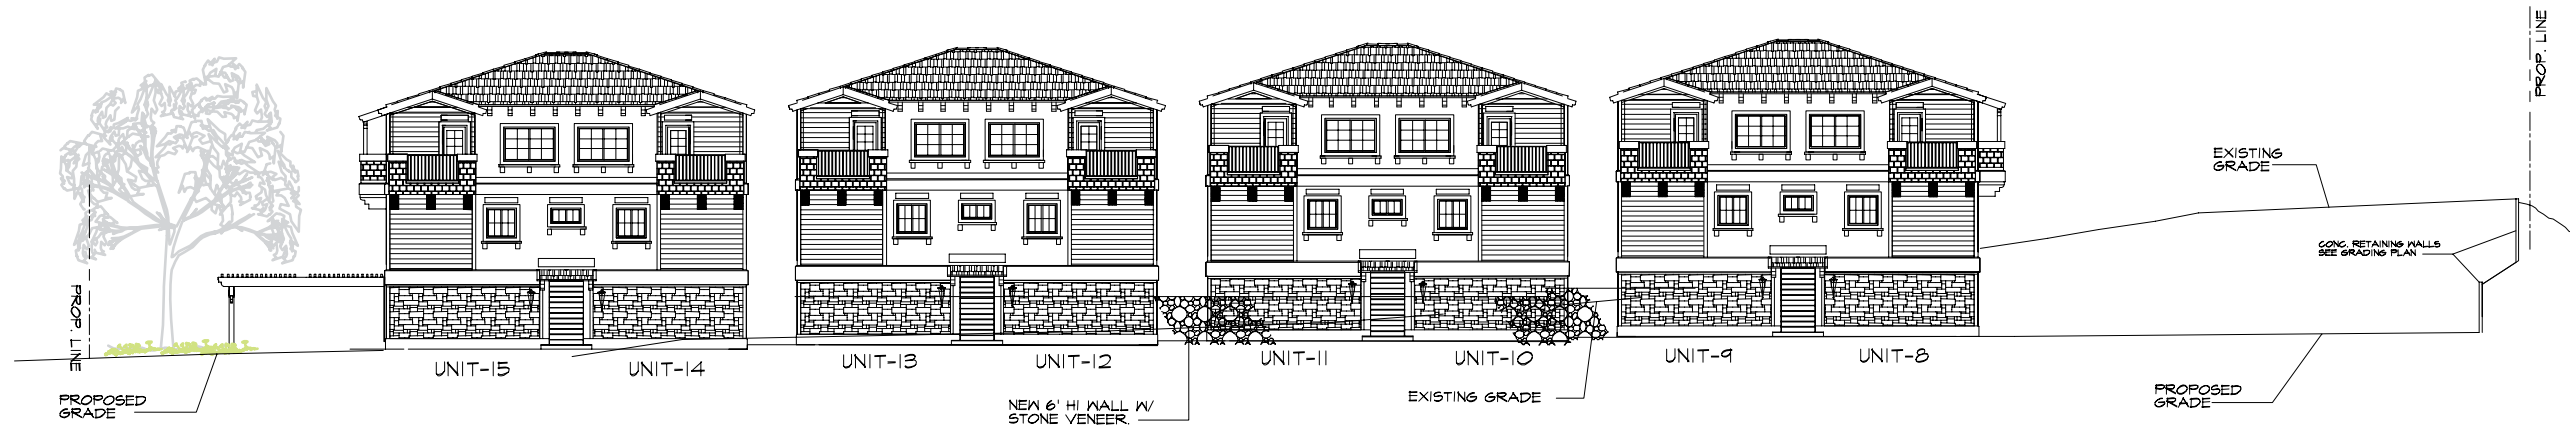 PROP. LINE
EXISTING
GRADE
CONC. RETAINING WALLS
SEE GRADING PLAN
PROP. LINE
UNIT-15
UNIT-14
UNIT-13
UNIT-12
UNIT-11
UNIT-10
UNIT-9
UNIT-8
PROPOSED
GRADE
NEW 6' HI WALL W/
STONE VENEER.
EXISTING GRADE
PROPOSED
GRADE